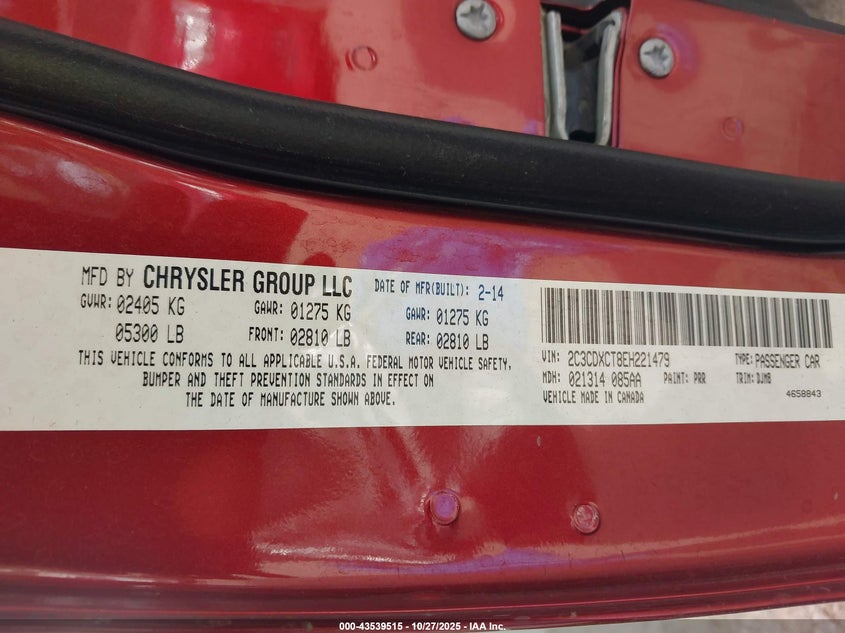 MFD BY CHRYSLER GROUP LLC
DATE OF MFR(BUILT): 2-14
GVWR: 02405 KG
GAWR: 01275 KG
GAWR: 01275 KG
05300 LB
FRONT: 02810 LB
REAR: 02810 LB
THIS VEHICLE CONFORMS TO ALL APPLICABLE U.S.A. FEDERAL MOTOR VEHICLE SAFETY,
BUMPER AND THEFT PREVENTION STANDARDS IN EFFECT ON
THE DATE OF MANUFACTURE SHOWN ABOVE.
VIN: 2C3CDXCT8EH221479
TYPE: PASSENGER CAR
MDH: 021314 085AA
PAINT: PRR
TRIM: DJMB
VEHICLE MADE IN CANADA
4658843
000-43539515 - 10/27/2025 - IAA Inc.